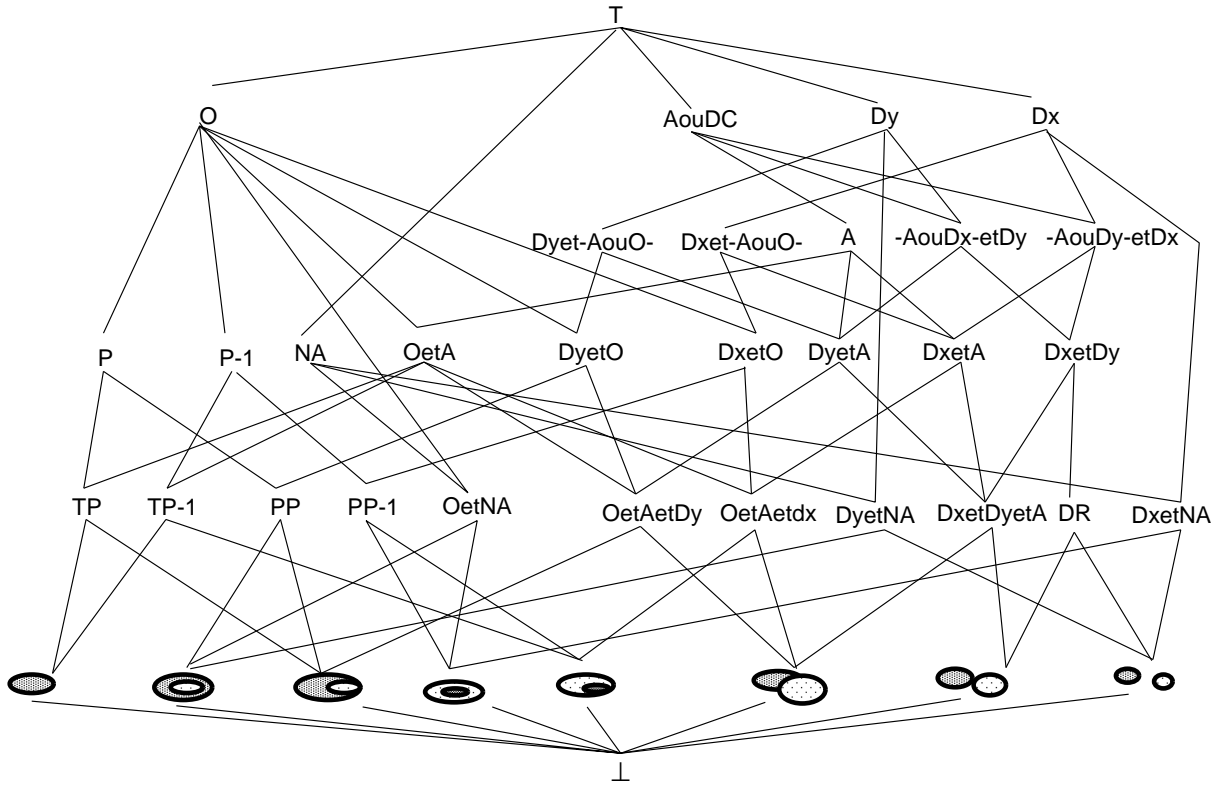 T
O AouDC Dy Dx
Dyet-AouO- Dxet-AouO- A -AouDx-etDy -AouDy-etDx
P P-1 NA OetA DyetO DxetO DyetA DxetA DxetDy
TP TP-1 PP PP-1 OetNA OetAetDy OetAetdx DyetNA DxetDyetA DR DxetNA
⊥